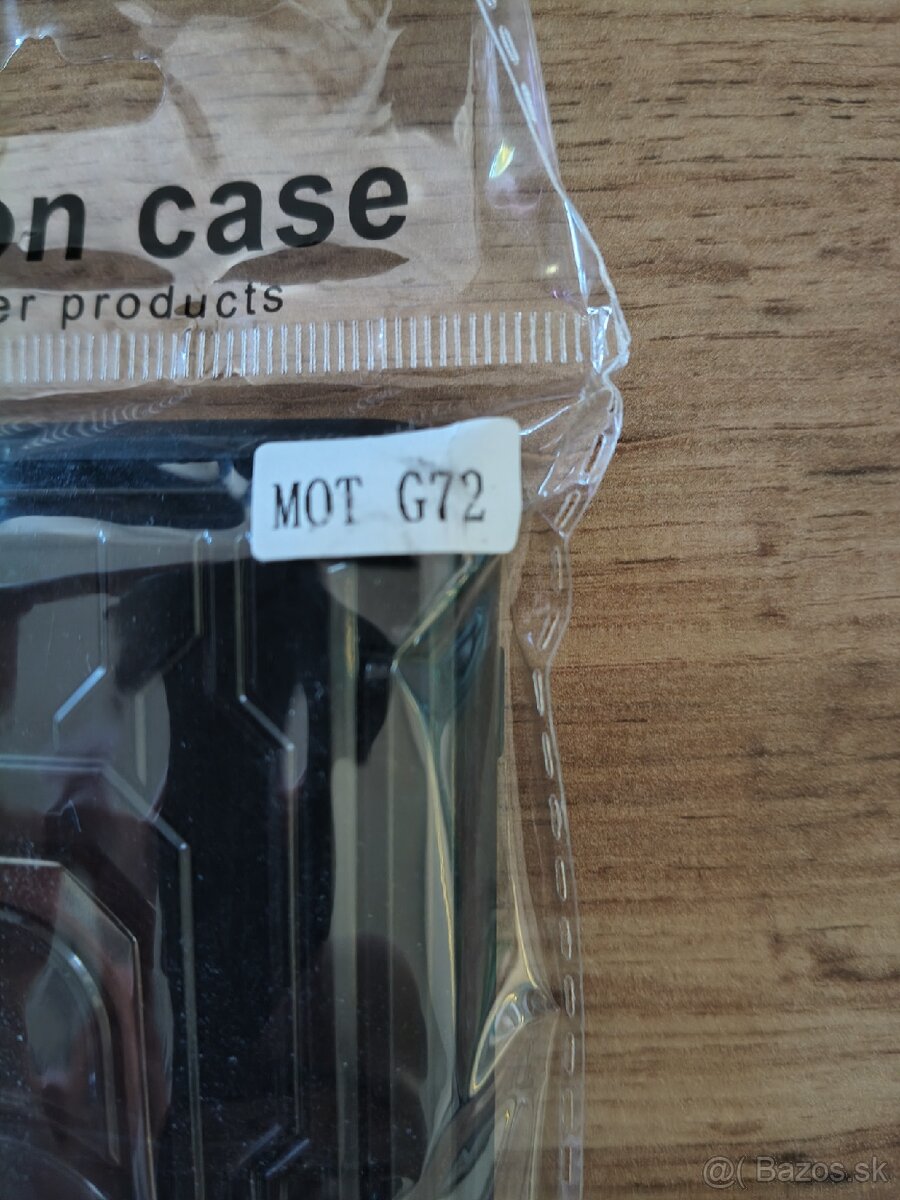 on case
er products
MOT G72
@( Bazos.sk